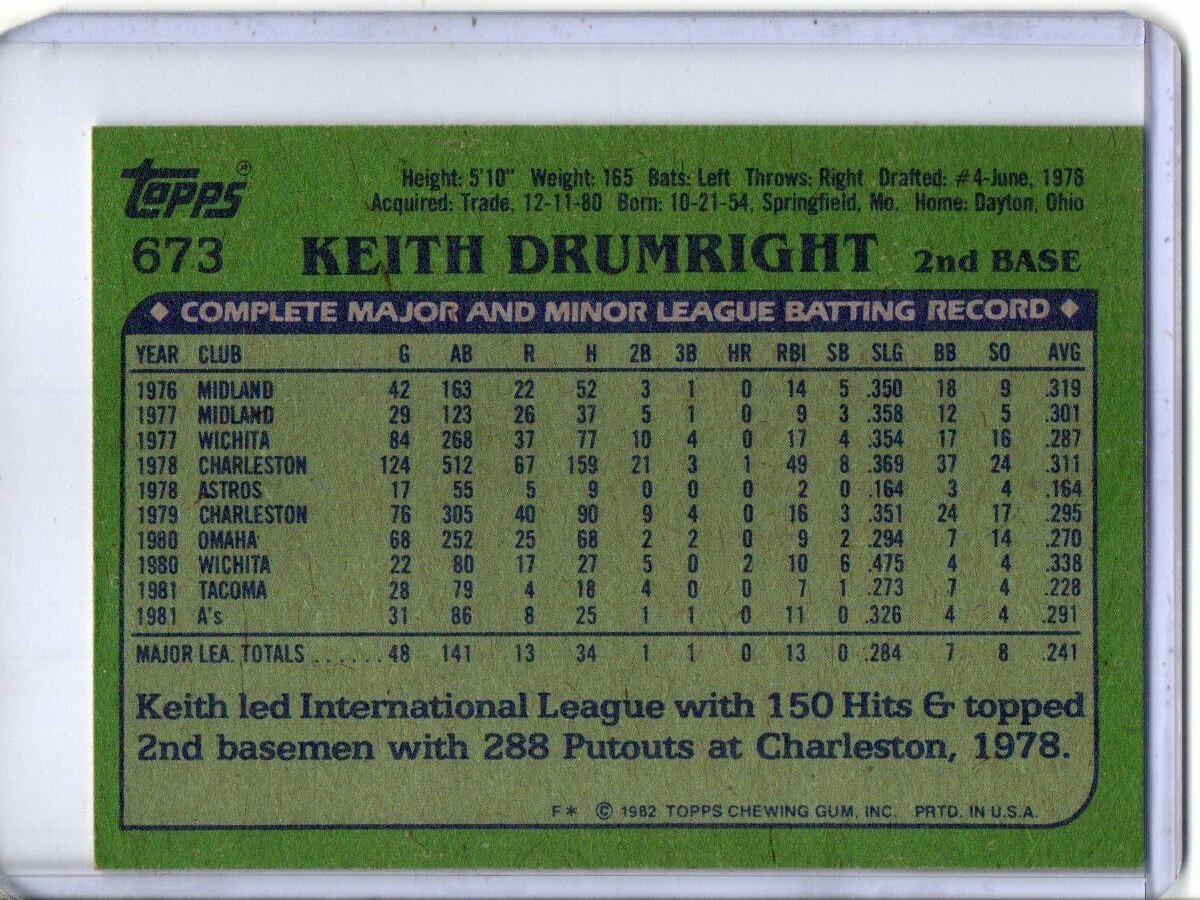 Topps ®
Height: 5'10" Weight: 165 Bats: Left Throws: Right Drafted: #4-June, 1976
Acquired: Trade, 12-11-80 Born: 10-21-54, Springfield, Mo. Home: Dayton, Ohio
673 KEITH DRUMRIGHT 2nd BASE
◆ COMPLETE MAJOR AND MINOR LEAGUE BATTING RECORD ◆
YEAR CLUB G AB R H 2B 3B HR RBI SB SLG BB SO AVG
1976 MIDLAND 42 163 22 52 3 1 0 14 5 .350 18 9 .319
1977 MIDLAND 29 123 26 37 5 1 0 9 3 .358 12 5 .301
1977 WICHITA 84 268 37 77 10 4 0 17 4 .354 17 16 .287
1978 CHARLESTON 124 512 67 159 21 3 1 49 8 .369 37 24 .311
1978 ASTROS 17 55 5 9 0 0 0 2 0 .164 3 4 .164
1979 CHARLESTON 76 305 40 90 9 4 0 16 3 .351 24 17 .295
1980 OMAHA 68 252 25 68 2 2 0 9 2 .294 7 14 .270
1980 WICHITA 22 80 17 27 5 0 2 10 6 .475 4 4 .338
1981 TACOMA 28 79 4 18 4 0 0 7 1 .273 7 4 .228
1981 A's 31 86 8 25 1 1 0 11 0 .326 4 4 .291
MAJOR LEA. TOTALS ...... 48 141 13 34 1 1 0 13 0 .284 7 8 .241
Keith led International League with 150 Hits & topped
2nd basemen with 288 Putouts at Charleston, 1978.
F* © 1982 TOPPS CHEWING GUM, INC. PRTD. IN U.S.A.